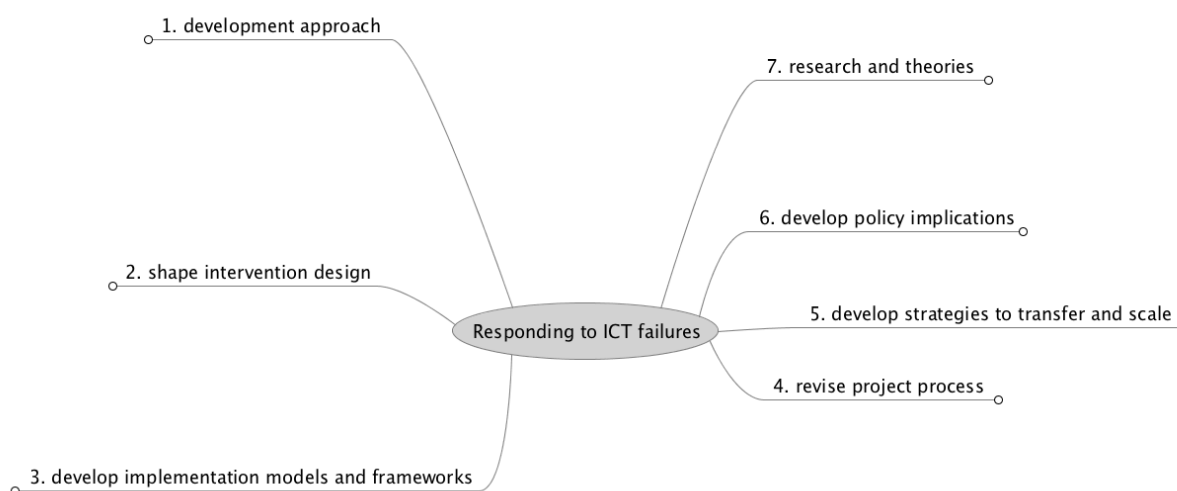 1. development approach
7. research and theories
6. develop policy implications
2. shape intervention design
5. develop strategies to transfer and scale
Responding to ICT failures
4. revise project process
3. develop implementation models and frameworks